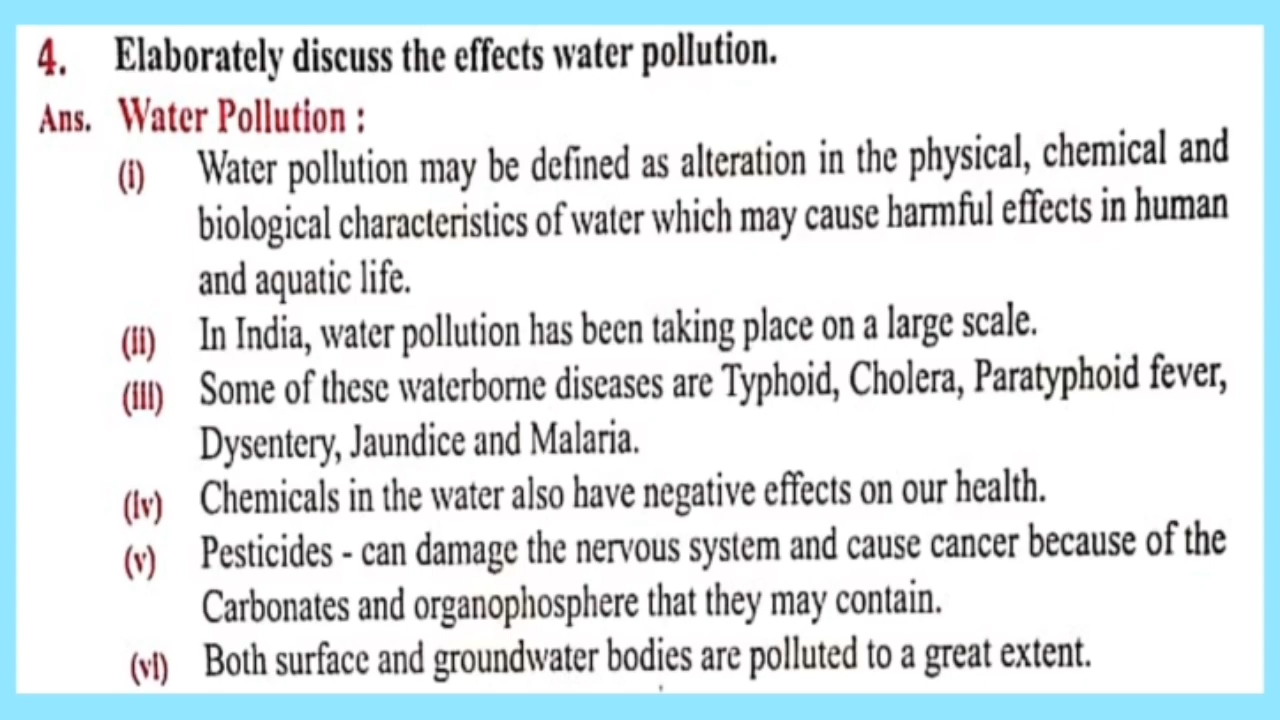 4. Elaborately discuss the effects water pollution.
Ans. Water Pollution :
(i) Water pollution may be defined as alteration in the physical, chemical and
biological characteristics of water which may cause harmful effects in human
and aquatic life.
(ii) In India, water pollution has been taking place on a large scale.
(iii) Some of these waterborne diseases are Typhoid, Cholera, Paratyphoid fever,
Dysentery, Jaundice and Malaria.
(iv) Chemicals in the water also have negative effects on our health.
(v) Pesticides - can damage the nervous system and cause cancer because of the
Carbonates and organophosphere that they may contain.
(vi) Both surface and groundwater bodies are polluted to a great extent.